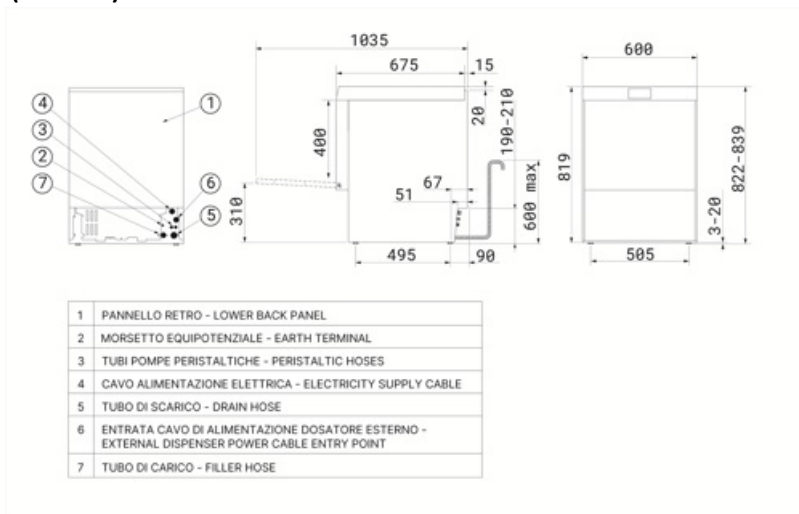 1035
675
15
600
4
3
2
7
1
6
5
310
400
20
190-210
67
51
600 max
495
90
819
822-839
3-20
505
1 PANNELLO RETRO - LOWER BACK PANEL
2 MORSETTO EQUIPOTENZIALE - EARTH TERMINAL
3 TUBI POMPE PERISTALTICHE - PERISTALTIC HOSES
4 CAVO ALIMENTAZIONE ELETTRICA - ELECTRICITY SUPPLY CABLE
5 TUBO DI SCARICO - DRAIN HOSE
6 ENTRATA CAVO DI ALIMENTAZIONE DOSATORE ESTERNO -
EXTERNAL DISPENSER POWER CABLE ENTRY POINT
7 TUBO DI CARICO - FILLER HOSE